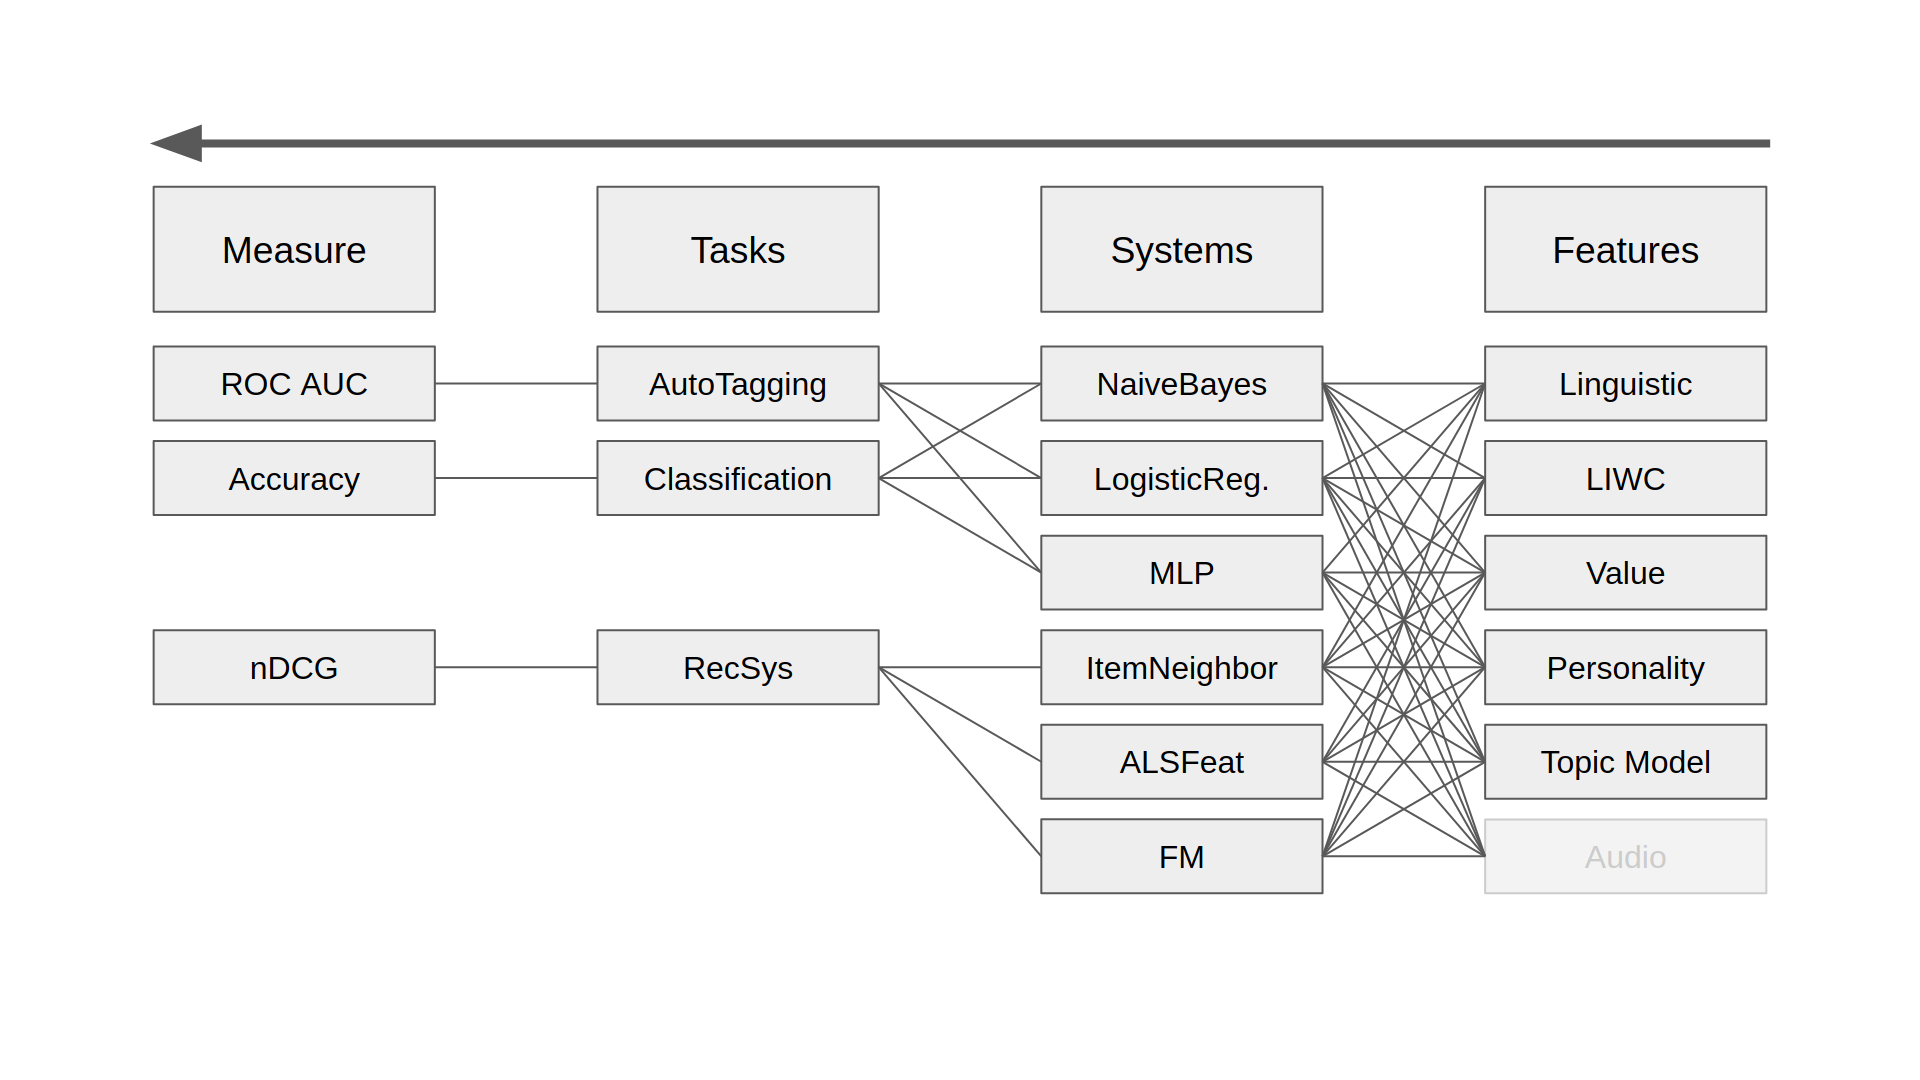 Measure
Tasks
Systems
Features
ROC AUC
AutoTagging
NaiveBayes
Linguistic
Accuracy
Classification
LogisticReg.
LIWC
MLP
Value
nDCG
RecSys
ItemNeighbor
Personality
ALSFeat
Topic Model
FM
Audio